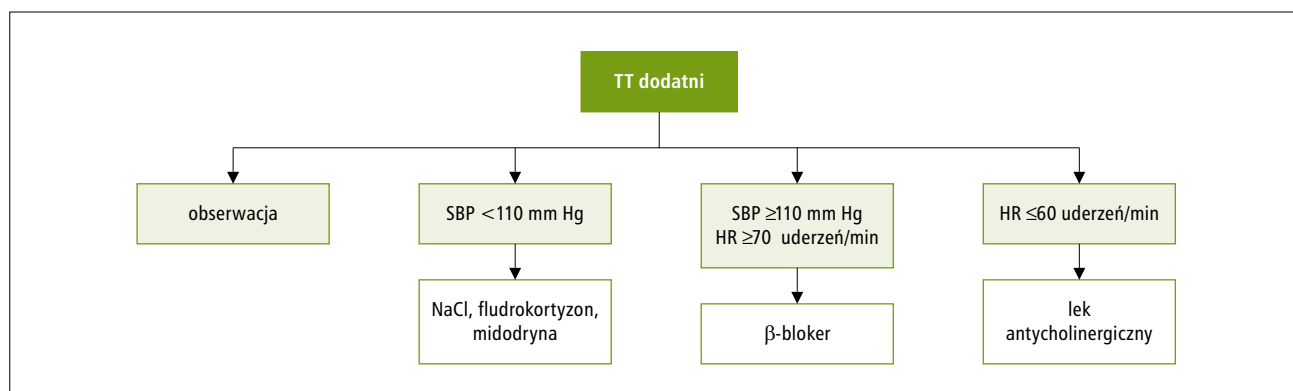 TT dodatni
obserwacja
SBP <110 mm Hg
SBP ≥110 mm Hg
HR ≥70 uderzeń/min
HR ≤60 uderzeń/min
NaCl, fludrokortyzon,
midodryna
β-bloker
lek
antycholinergiczny